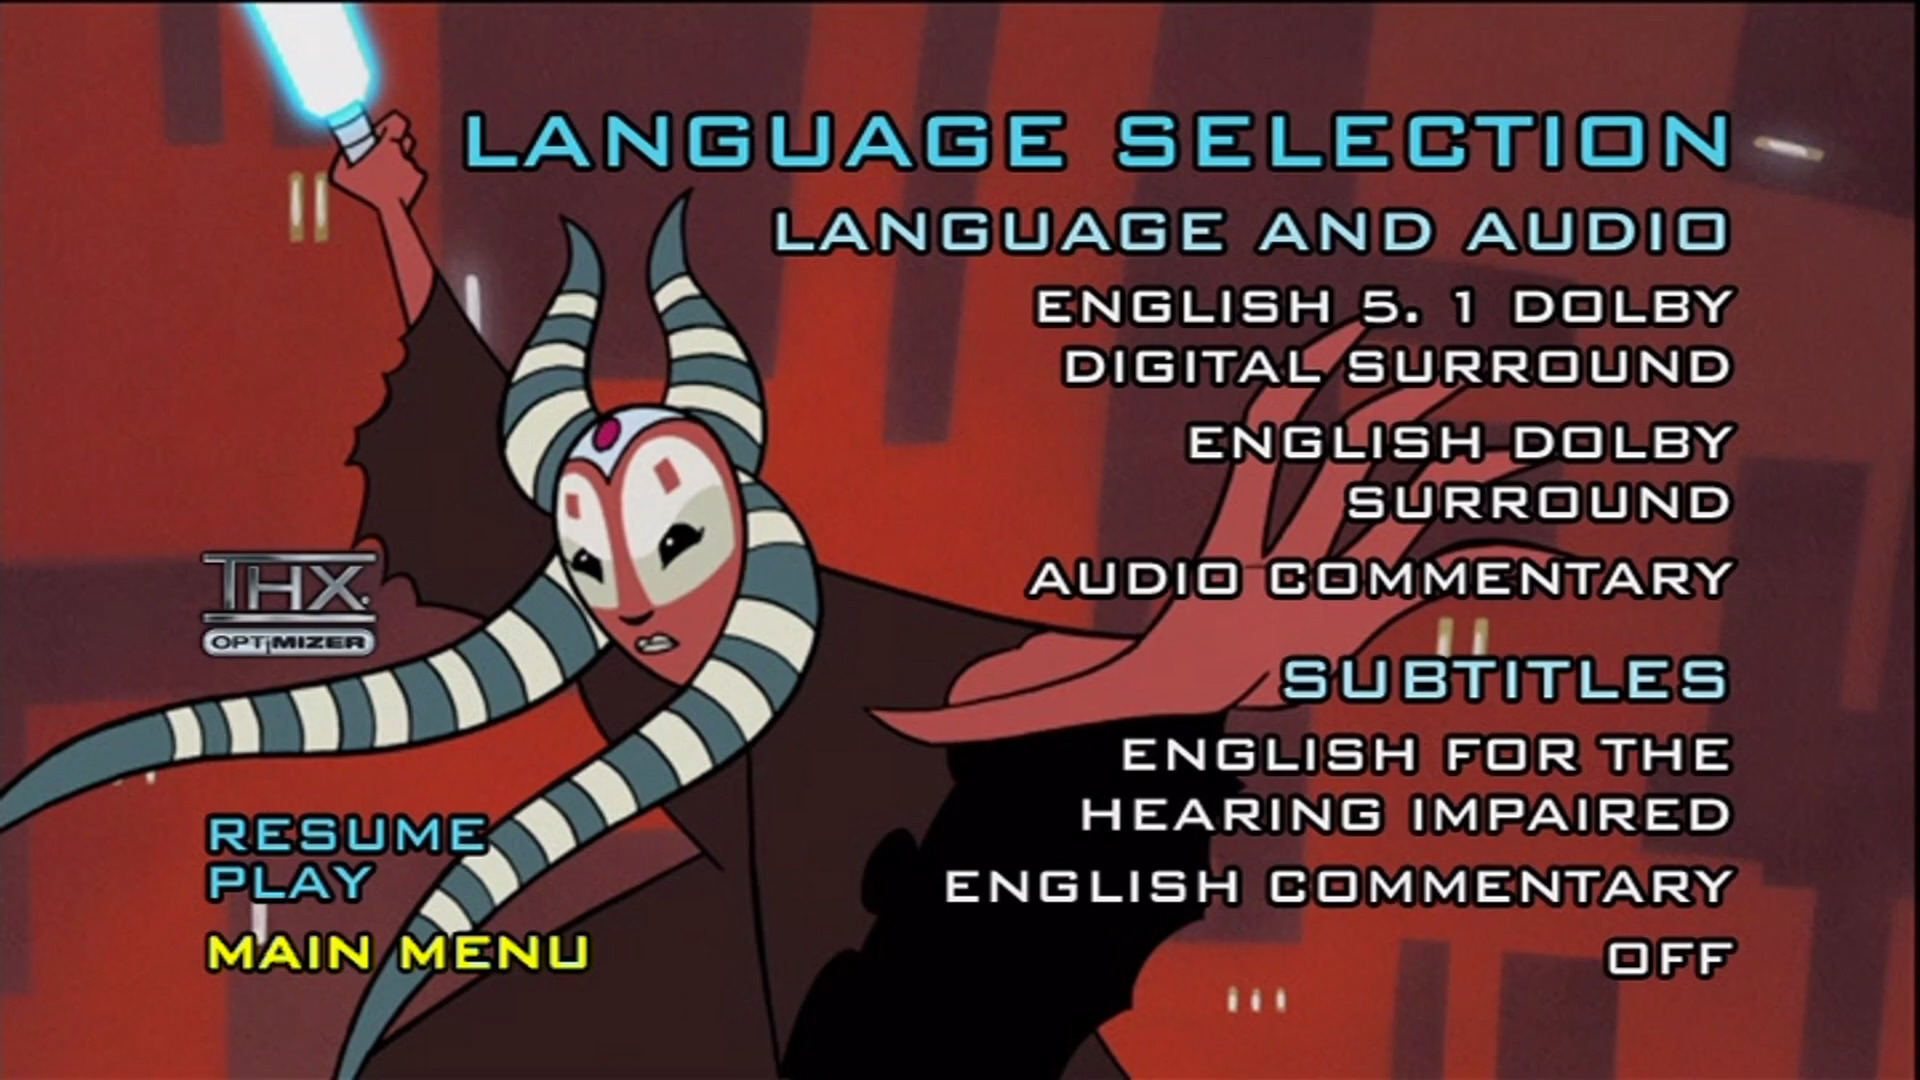 LANGUAGE SELECTION
LANGUAGE AND AUDIO
ENGLISH 5. 1 DOLBY
DIGITAL SURROUND
ENGLISH DOLBY
SURROUND
AUDIO COMMENTARY
SUBTITLES
ENGLISH FOR THE
HEARING IMPAIRED
ENGLISH COMMENTARY
OFF
THX
OPTIMIZER
RESUME
PLAY
MAIN MENU